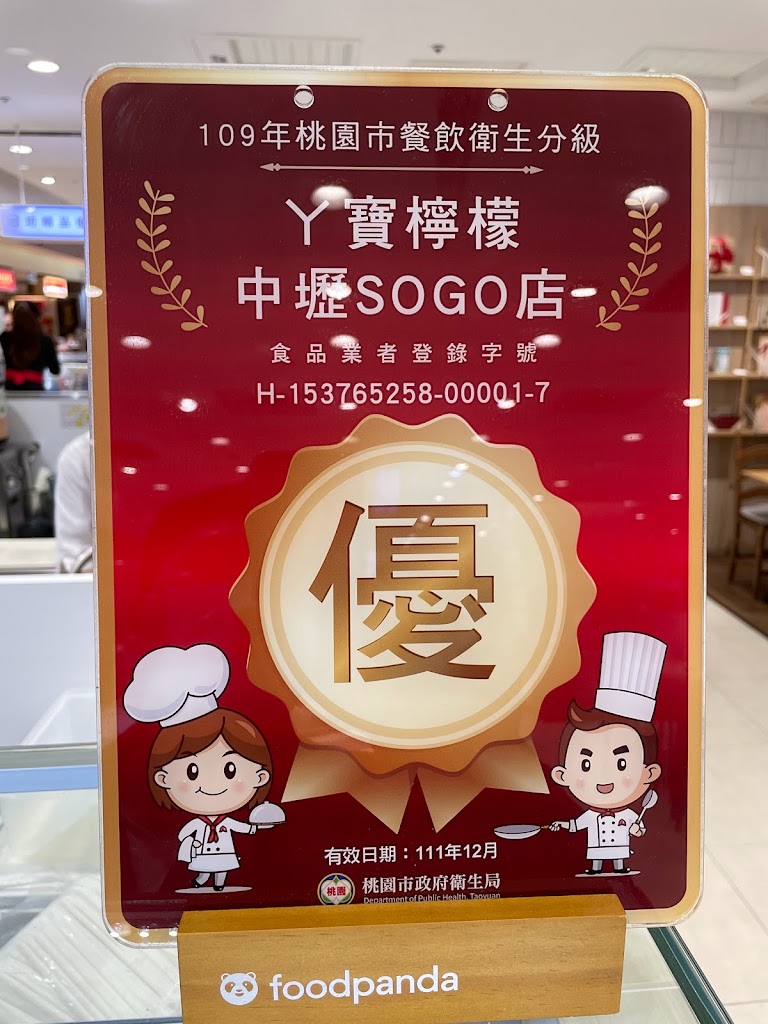 109年桃園市餐飲衛生分級
ㄚ寶檸檬
中壢SOGO店
食品業者登錄字號
H-153765258-00001-7
優
有效日期：111年12月
桃園
桃園市政府衛生局
Department of Public Health, Taoyuan
foodpanda